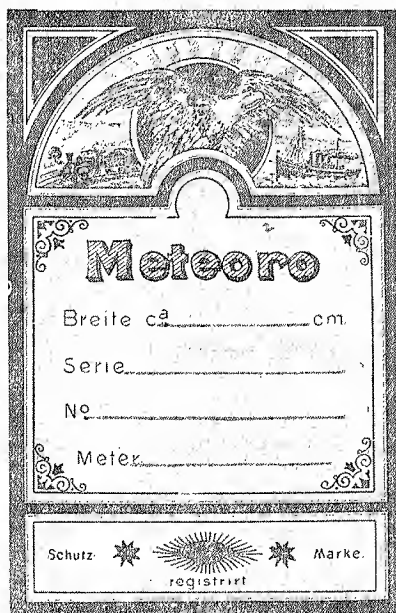 Meteoro
Breite cª cm.
Serie
Nº
Meter
Schutz- Marke.
registrirt